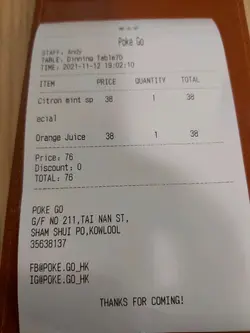 Poke Go
STAFF: Andy
TABLE: Dinning Table7D
TIME: 2021-11-12 19:02:10
ITEM PRICE QUANTITY TOTAL
Citron mint sp 38 1 38
ecial
Orange Juice 38 1 38
Price: 76
Discount: 0
TOTAL: 76
POKE GO
G/F NO 211,TAI NAN ST,
SHAM SHUI PO,KOWLOOL
35638137
FB@POKE.GO_HK
IG@POKE.GO_HK
THANKS FOR COMING!